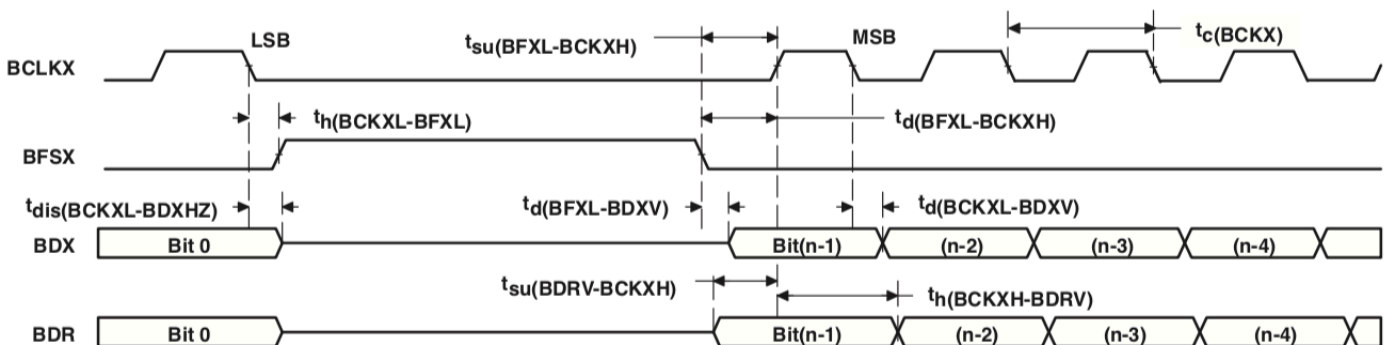 LSB
tsu(BFXL-BCKXH)
MSB
tc(BCKX)
BCLKX
th(BCKXL-BFXL)
td(BFXL-BCKXH)
BFSX
tdis(BCKXL-BDXHZ)
td(BFXL-BDXV)
td(BCKXL-BDXV)
BDX Bit 0 Bit(n-1) (n-2) (n-3) (n-4)
tsu(BDRV-BCKXH)
th(BCKXH-BDRV)
BDR Bit 0 Bit(n-1) (n-2) (n-3) (n-4)